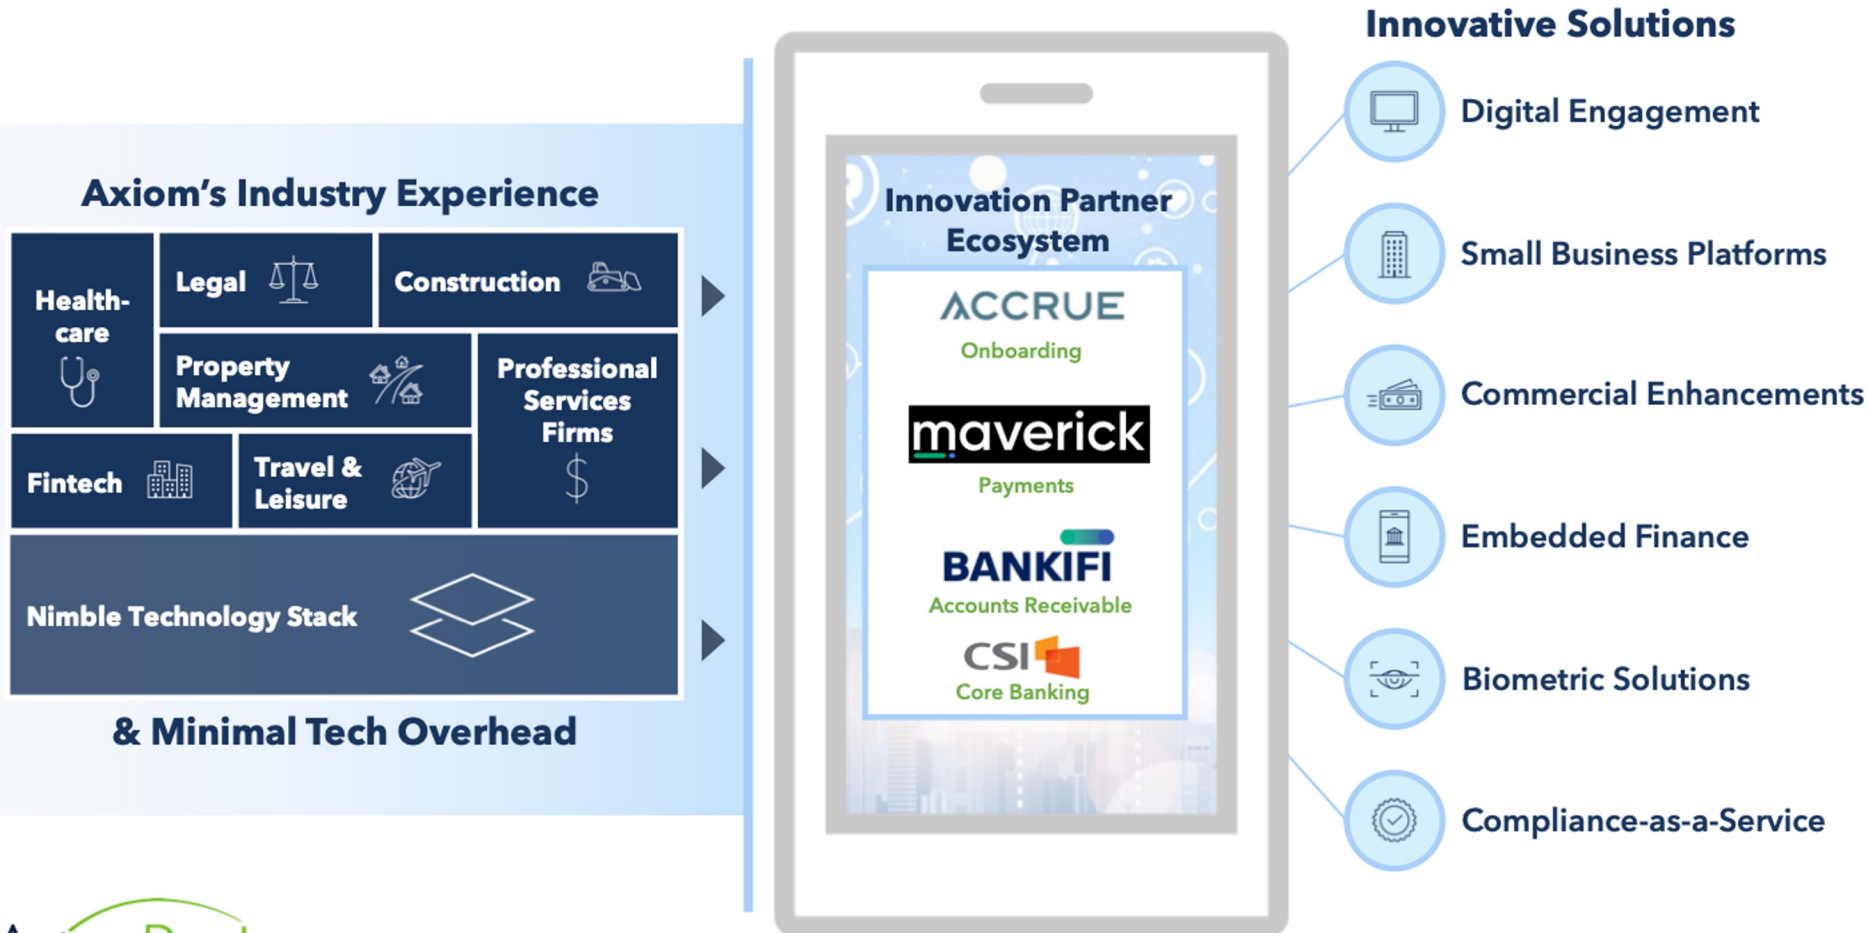 Axiom's Industry Experience
Health-
care
Legal
Construction
Property
Management
Professional
Services
Firms
Fintech
Travel &
Leisure
Nimble Technology Stack
& Minimal Tech Overhead
Innovation Partner
Ecosystem
ACCRUE
Onboarding
maverick
Payments
BANKIFI
Accounts Receivable
CSI
Core Banking
Innovative Solutions
Digital Engagement
Small Business Platforms
Commercial Enhancements
Embedded Finance
Biometric Solutions
Compliance-as-a-Service